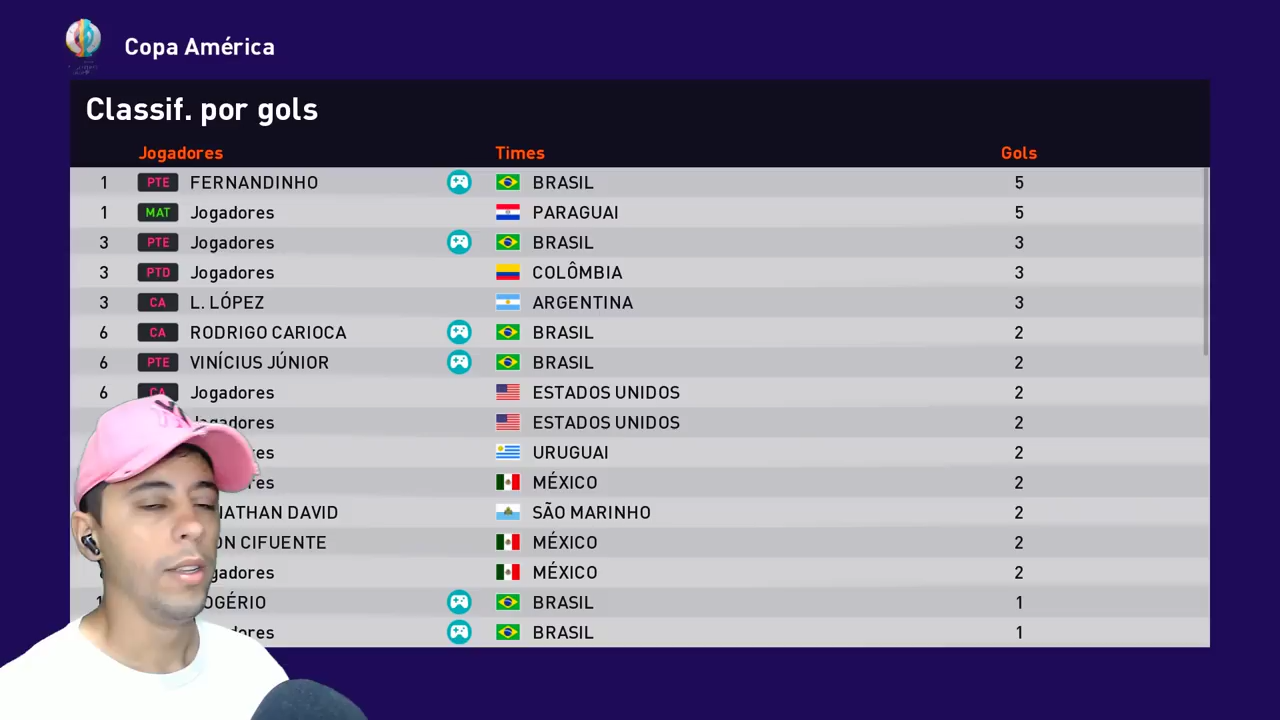 Copa América
Classif. por gols
Jogadores Times Gols
1 PTE FERNANDINHO BRASIL 5
1 MAT Jogadores PARAGUAI 5
3 PTE Jogadores BRASIL 3
3 PTD Jogadores COLÔMBIA 3
3 CA L. LÓPEZ ARGENTINA 3
6 CA RODRIGO CARIOCA BRASIL 2
6 PTE VINÍCIUS JÚNIOR BRASIL 2
6 CA Jogadores ESTADOS UNIDOS 2
ESTADOS UNIDOS 2
URUGUAI 2
MÉXICO 2
DAVID SÃO MARINHO 2
CIFUENTE MÉXICO 2
MÉXICO 2
BRASIL 1
BRASIL 1